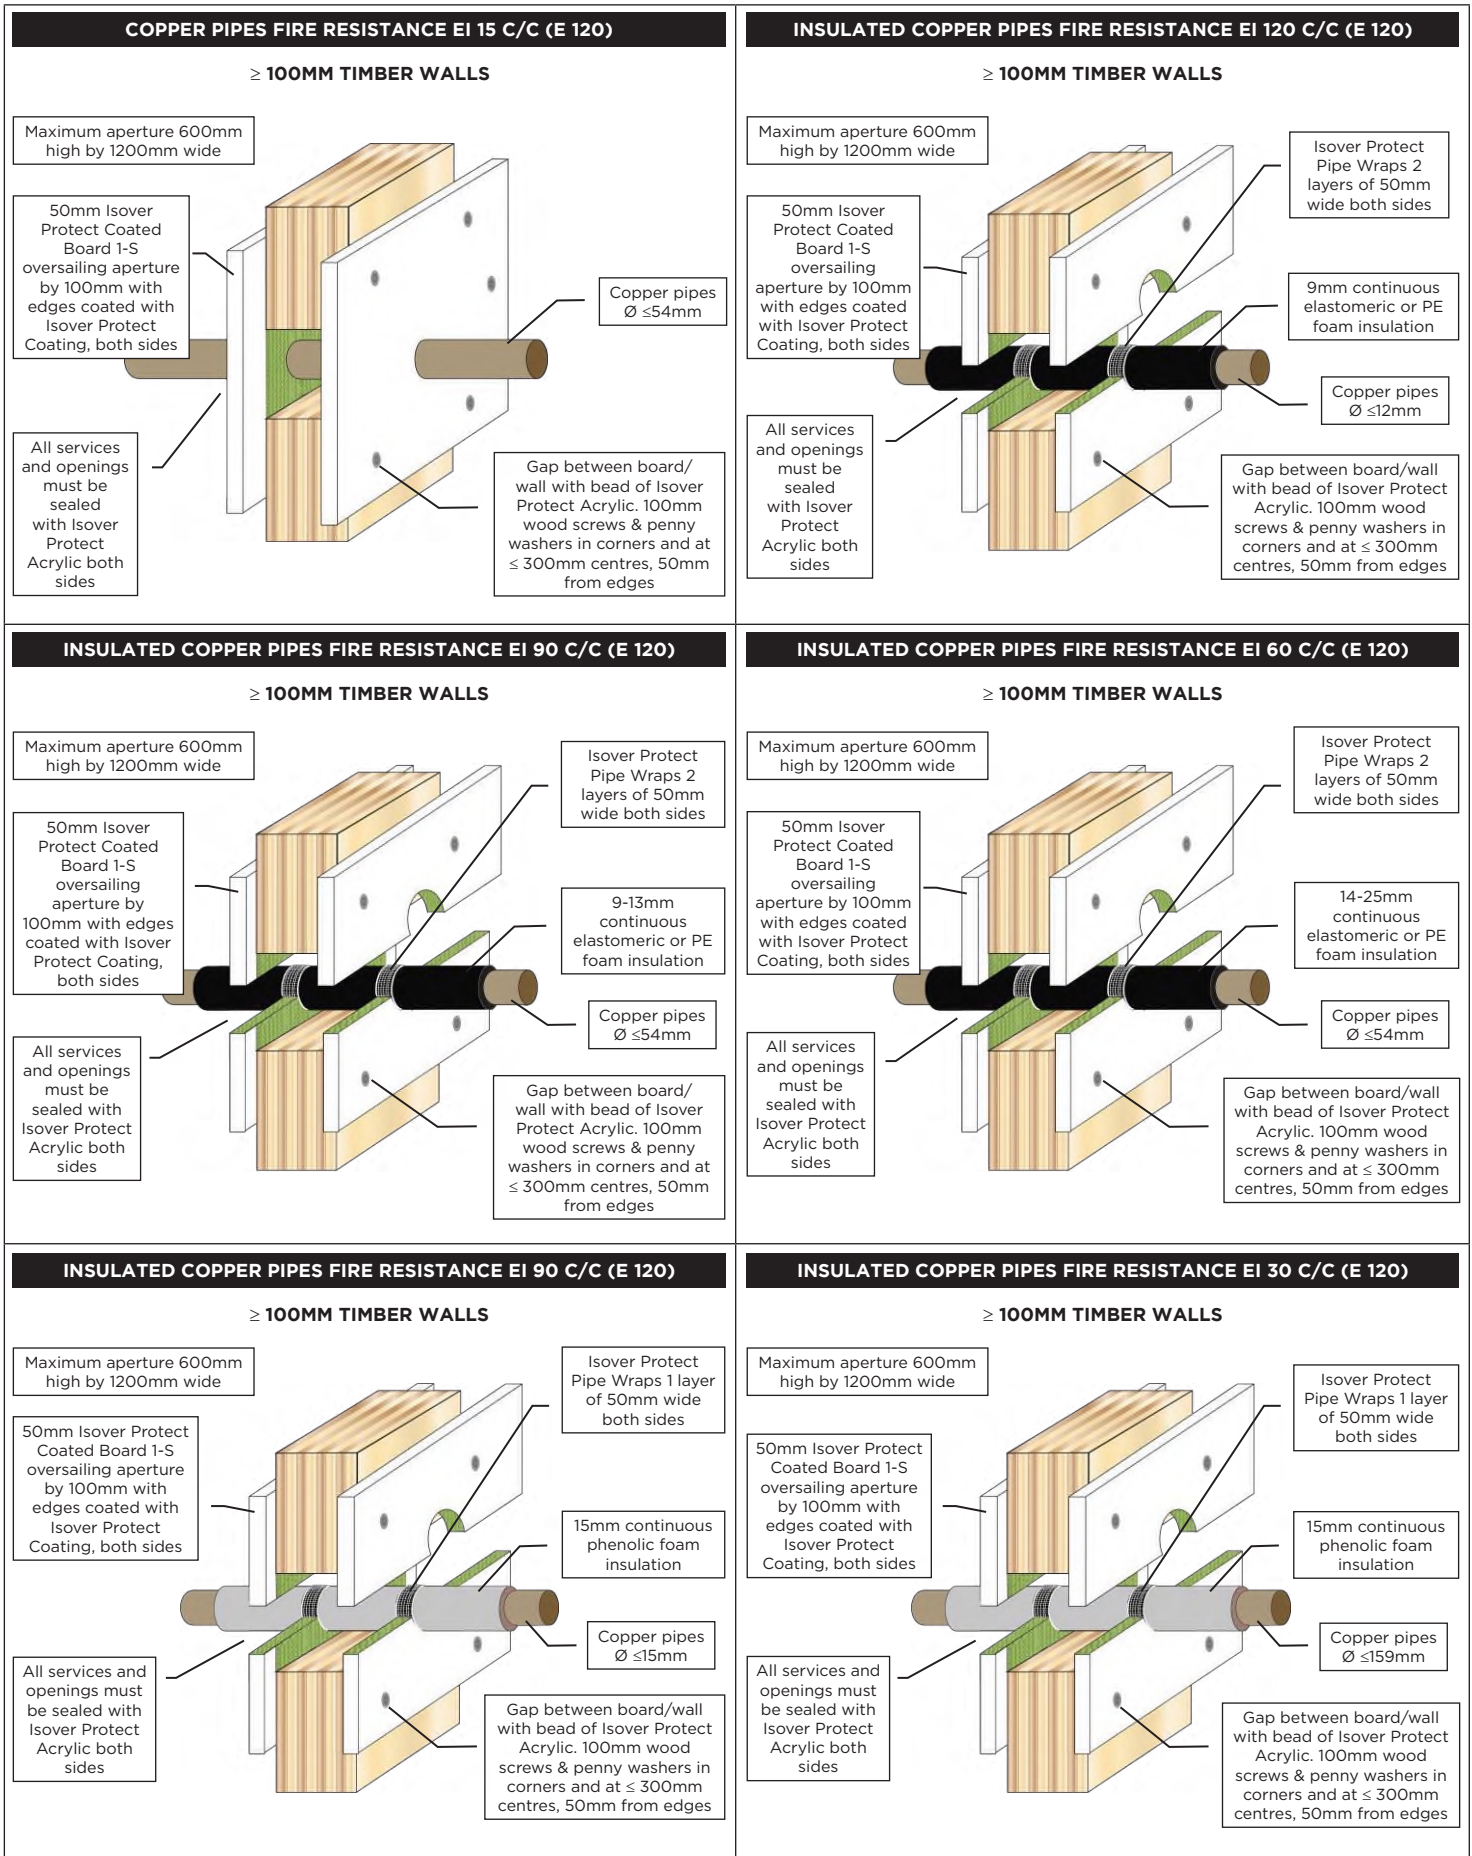 COPPER PIPES FIRE RESISTANCE EI 15 C/C (E 120)
≥ 100MM TIMBER WALLS
Maximum aperture 600mm
high by 1200mm wide
50mm Isover
Protect Coated
Board 1-S
oversailing aperture
by 100mm with
edges coated with
Isover Protect
Coating, both sides
Copper pipes
Ø ≤54mm
All services
and openings
must be
sealed
with Isover
Protect
Acrylic both
sides
Gap between board/
wall with bead of Isover
Protect Acrylic. 100mm
wood screws & penny
washers in corners and at
≤ 300mm centres, 50mm
from edges
INSULATED COPPER PIPES FIRE RESISTANCE EI 120 C/C (E 120)
≥ 100MM TIMBER WALLS
Maximum aperture 600mm
high by 1200mm wide
Isover Protect
Pipe Wraps 2
layers of 50mm
wide both sides
50mm Isover
Protect Coated
Board 1-S
oversailing
aperture by 100mm
with edges coated
with Isover Protect
Coating, both sides
9mm continuous
elastomeric or PE
foam insulation
Copper pipes
Ø ≤12mm
All services
and openings
must be
sealed
with Isover
Protect
Acrylic both
sides
Gap between board/wall
with bead of Isover Protect
Acrylic. 100mm wood
screws & penny washers in
corners and at ≤ 300mm
centres, 50mm from edges
INSULATED COPPER PIPES FIRE RESISTANCE EI 90 C/C (E 120)
≥ 100MM TIMBER WALLS
Maximum aperture 600mm
high by 1200mm wide
Isover Protect
Pipe Wraps 2
layers of 50mm
wide both sides
50mm Isover
Protect Coated
Board 1-S
oversailing
aperture by
100mm with edges
coated with Isover
Protect Coating,
both sides
9-13mm
continuous
elastomeric or PE
foam insulation
Copper pipes
Ø ≤54mm
All services
and openings
must be
sealed with
Isover Protect
Acrylic both
sides
Gap between board/
wall with bead of Isover
Protect Acrylic. 100mm
wood screws & penny
washers in corners and at
≤ 300mm centres, 50mm
from edges
INSULATED COPPER PIPES FIRE RESISTANCE EI 60 C/C (E 120)
≥ 100MM TIMBER WALLS
Maximum aperture 600mm
high by 1200mm wide
Isover Protect
Pipe Wraps 2
layers of 50mm
wide both sides
50mm Isover
Protect Coated
Board 1-S
oversailing
aperture by 100mm
with edges coated
with Isover Protect
Coating, both sides
14-25mm
continuous
elastomeric or PE
foam insulation
Copper pipes
Ø ≤54mm
All services
and openings
must be
sealed with
Isover Protect
Acrylic both
sides
Gap between board/wall
with bead of Isover Protect
Acrylic. 100mm wood
screws & penny washers in
corners and at ≤ 300mm
centres, 50mm from edges
INSULATED COPPER PIPES FIRE RESISTANCE EI 90 C/C (E 120)
≥ 100MM TIMBER WALLS
Maximum aperture 600mm
high by 1200mm wide
Isover Protect
Pipe Wraps 1 layer
of 50mm wide
both sides
50mm Isover Protect
Coated Board 1-S
oversailing aperture
by 100mm with
edges coated with
Isover Protect
Coating, both sides
15mm continuous
phenolic foam
insulation
Copper pipes
Ø ≤15mm
All services and
openings must
be sealed with
Isover Protect
Acrylic both
sides
Gap between board/wall
with bead of Isover Protect
Acrylic. 100mm wood
screws & penny washers in
corners and at ≤ 300mm
centres, 50mm from edges
INSULATED COPPER PIPES FIRE RESISTANCE EI 30 C/C (E 120)
≥ 100MM TIMBER WALLS
Maximum aperture 600mm
high by 1200mm wide
Isover Protect
Pipe Wraps 1 layer
of 50mm wide
both sides
50mm Isover Protect
Coated Board 1-S
oversailing aperture
by 100mm with
edges coated with
Isover Protect
Coating, both sides
15mm continuous
phenolic foam
insulation
Copper pipes
Ø ≤159mm
All services and
openings must
be sealed with
Isover Protect
Acrylic both
sides
Gap between board/wall
with bead of Isover Protect
Acrylic. 100mm wood
screws & penny washers in
corners and at ≤ 300mm
centres, 50mm from edges